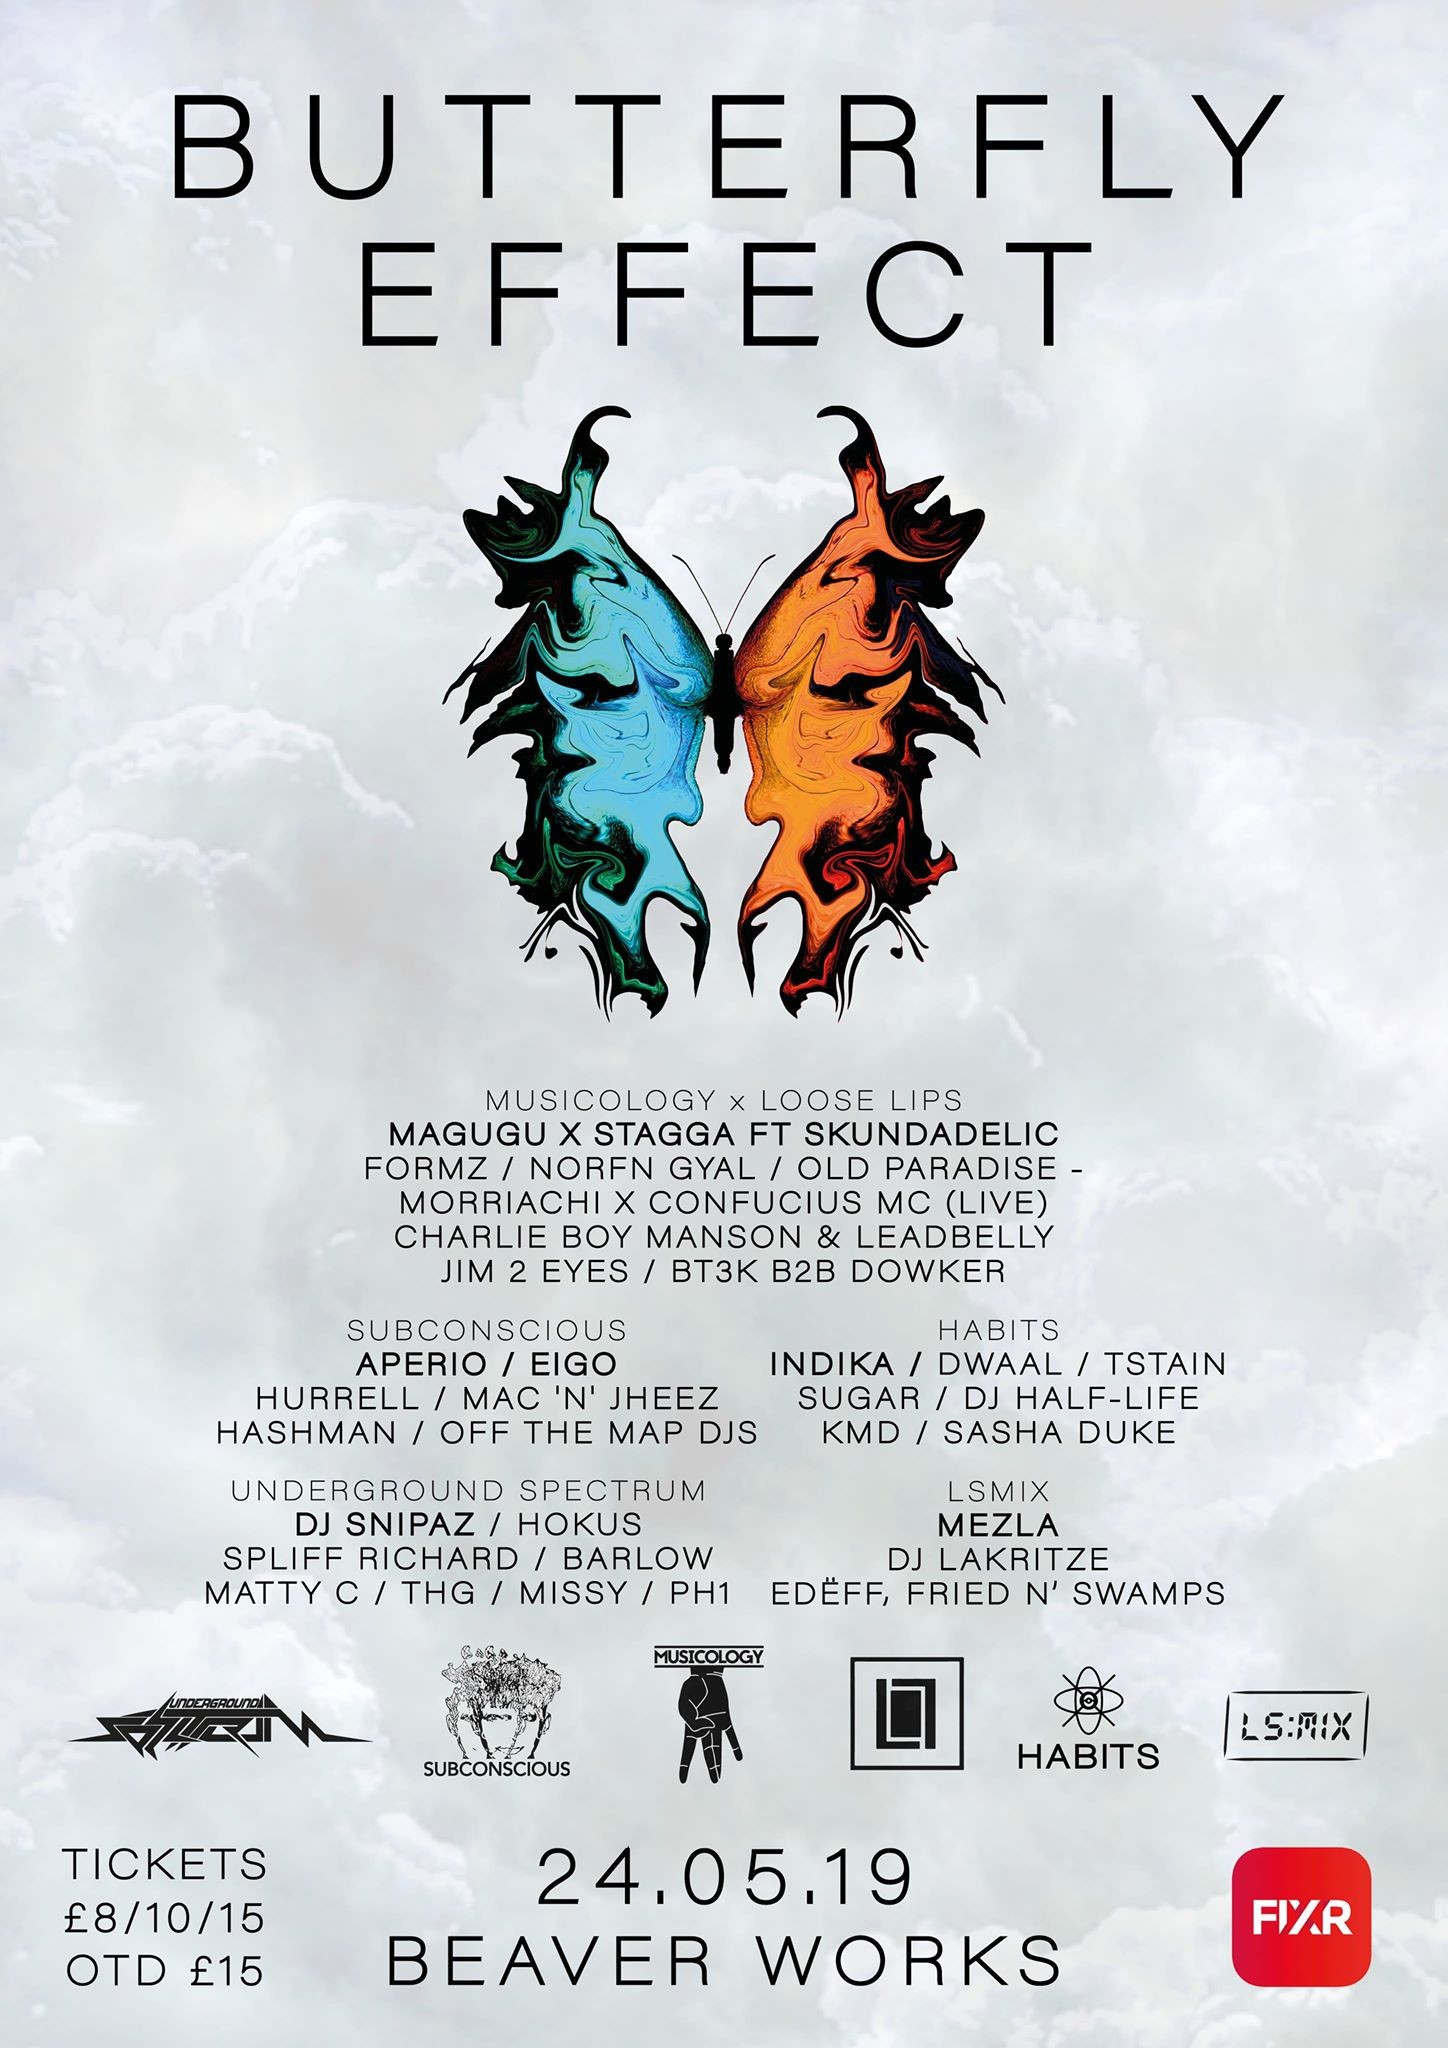 BUTTERFLY
EFFECT
MUSICOLOGY x LOOSE LIPS
MAGUGU X STAGGA FT SKUNDADELIC
FORMZ / NORFN GYAL / OLD PARADISE -
MORRIACHI X CONFUCIUS MC (LIVE)
CHARLIE BOY MANSON & LEADBELLY
JIM 2 EYES / BT3K B2B DOWKER
SUBCONSCIOUS
APERIO / EIGO
HURRELL / MAC 'N' JHEEZ
HASHMAN / OFF THE MAP DJS
HABITS
INDIKA / DWAAL / TSTAIN
SUGAR / DJ HALF-LIFE
KMD / SASHA DUKE
UNDERGROUND SPECTRUM
DJ SNIPAZ / HOKUS
SPLIFF RICHARD / BARLOW
MATTY C / THG / MISSY / PH1
LSMIX
MEZLA
DJ LAKRITZE
EDËFF, FRIED N’ SWAMPS
UNDERGROUND
SPECTRUM
SUBCONSCIOUS
MUSICOLOGY
HABITS
LS:MIX
TICKETS
£8/10/15
OTD £15
24.05.19
BEAVER WORKS
FIXR